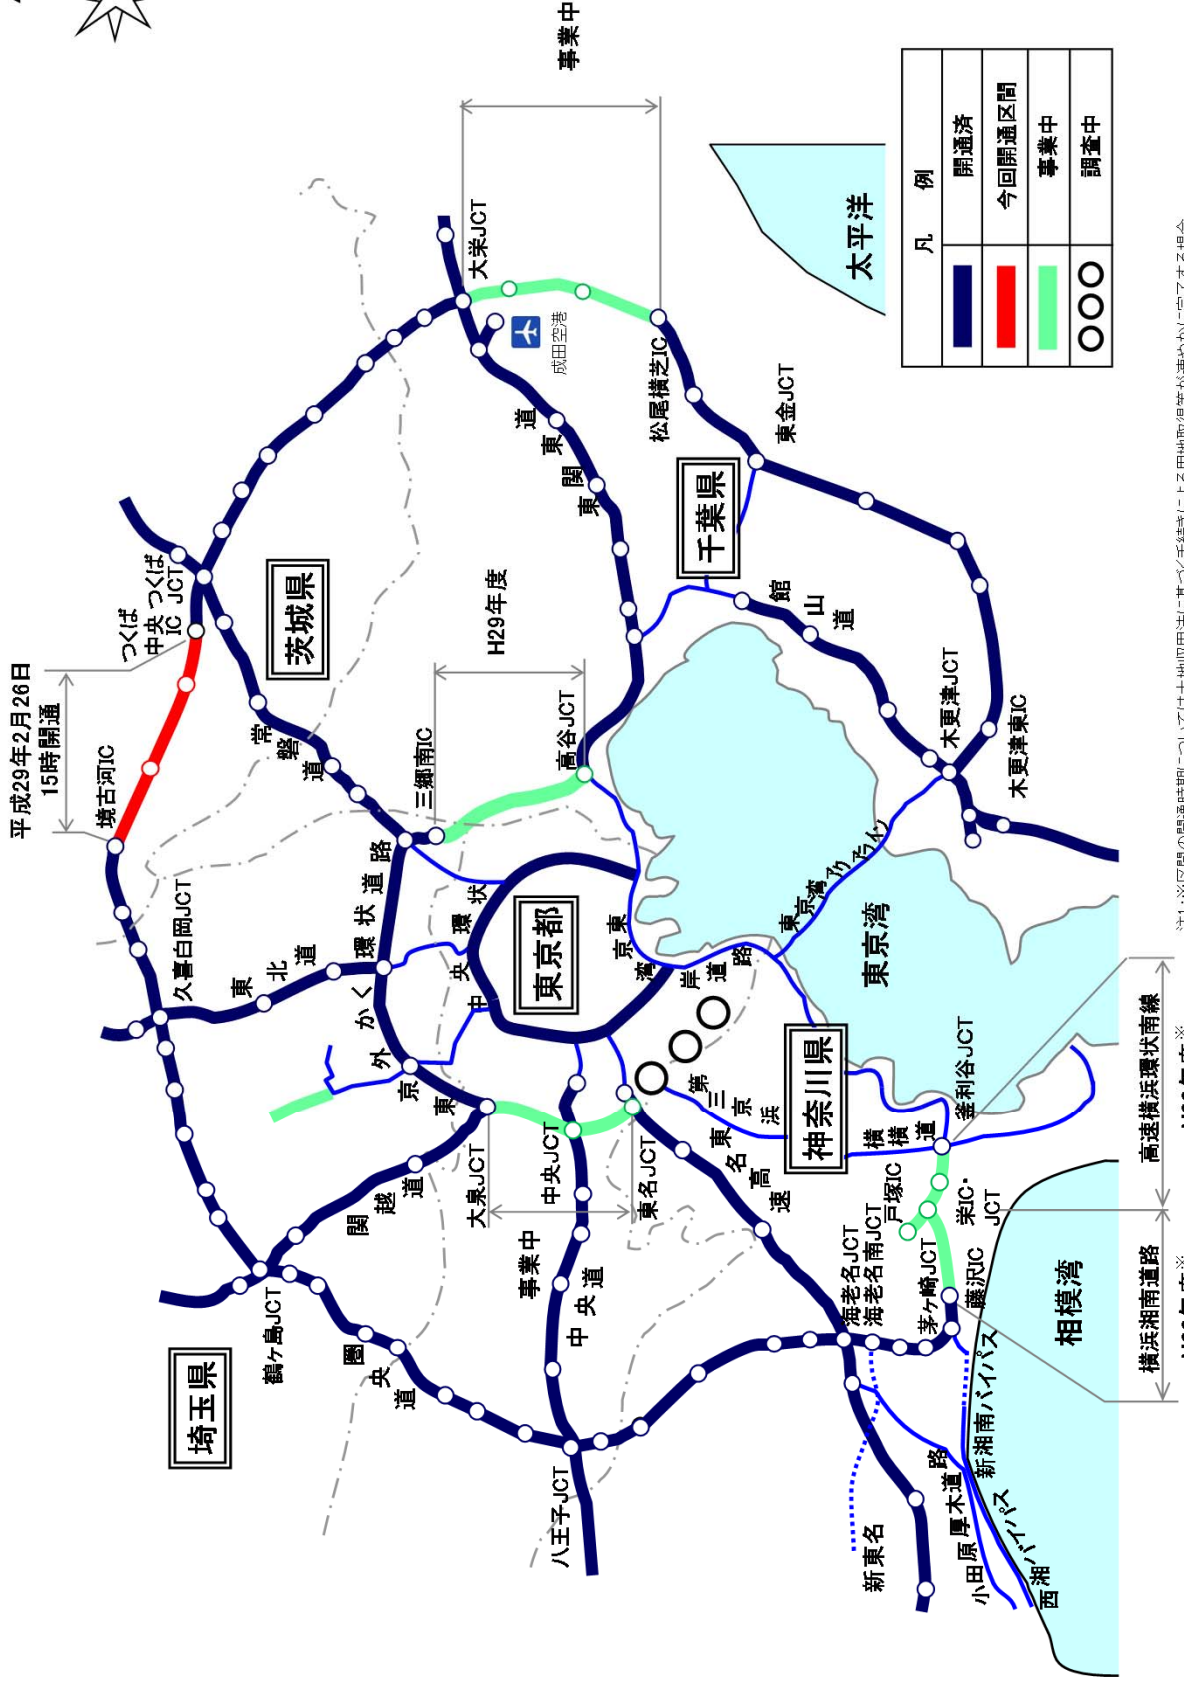 平成29年2月26日
15時開通
境古河IC
つくば
中央
IC
つくば
JCT
久喜白岡JCT
東北道
茨城県
常磐道
三郷南IC
H29年度
高谷JCT
大栄JCT
成田空港
事業中
松尾横芝IC
東関東道
東金JCT
千葉県
館山道
木更津JCT
木更津東IC
東京湾アクアライン
東京湾
太平洋
埼玉県
鶴ヶ島JCT
圏央道
関越道
東京外かく環状道路
大泉JCT
中央JCT
東名JCT
事業中
中央道
八王子JCT
中央環状
東京都
東京湾岸道路
第三京浜
東名高速
神奈川県
横横道
釜利谷JCT
戸塚IC
栄IC・
JCT
藤沢IC
茅ヶ崎JCT
海老名JCT
海老名南JCT
新東名
小田原厚木道路
新湘南バイパス
西湘バイパス
相模湾
横浜湘南道路
高速横浜環状南線
凡例
開通済
今回開通区間
事業中
調査中